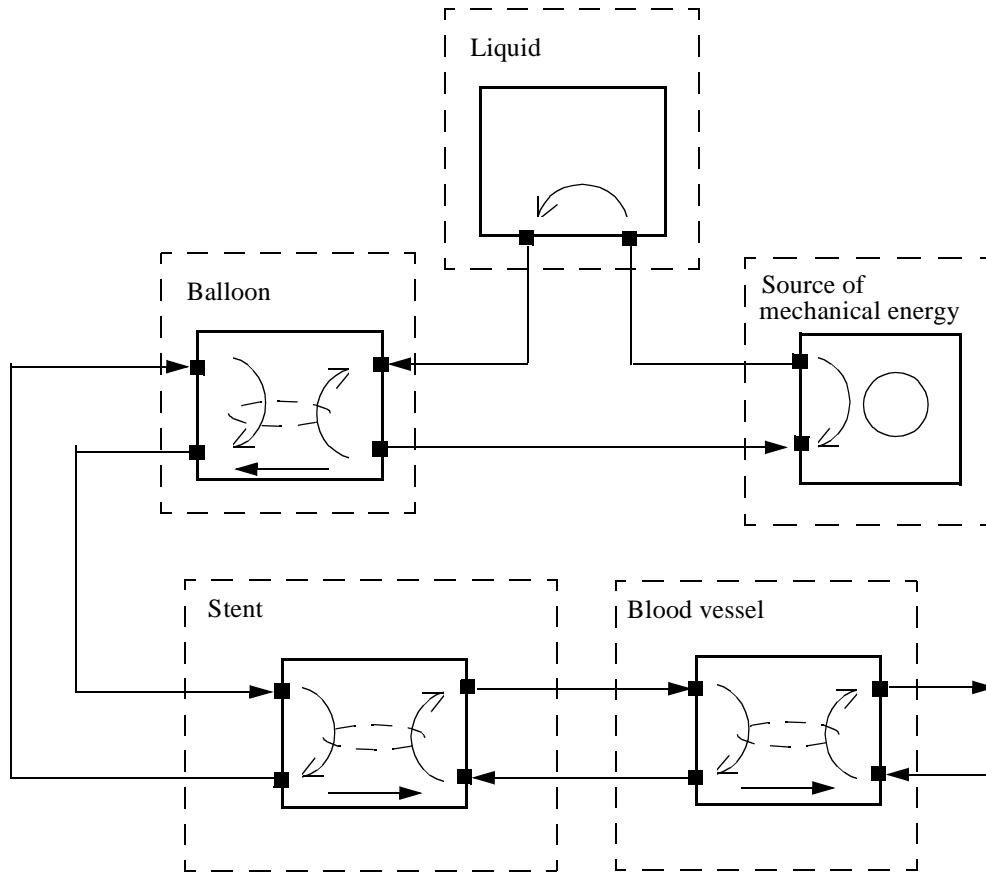 Liquid
Balloon
Source of
mechanical energy
Stent
Blood vessel